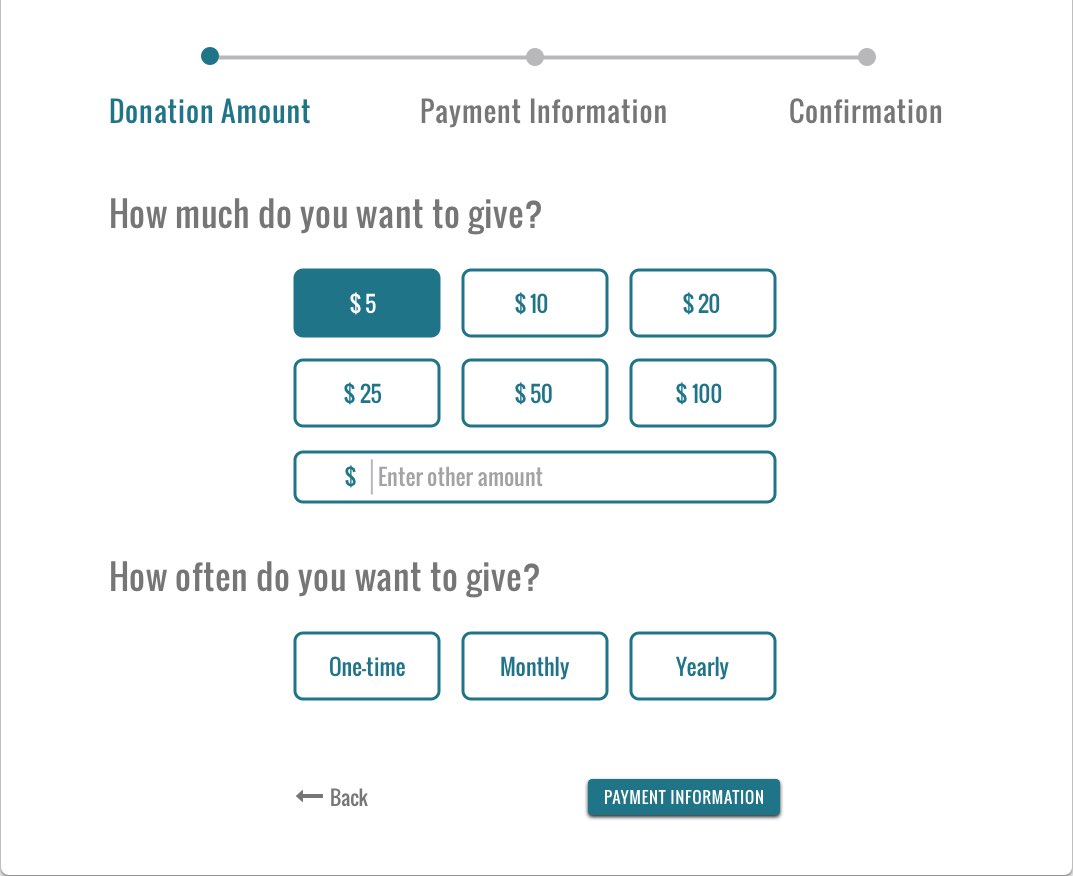 Donation Amount Payment Information Confirmation
How much do you want to give?
$ 5 $ 10 $ 20
$ 25 $ 50 $ 100
$ Enter other amount
How often do you want to give?
One-time Monthly Yearly
Back PAYMENT INFORMATION